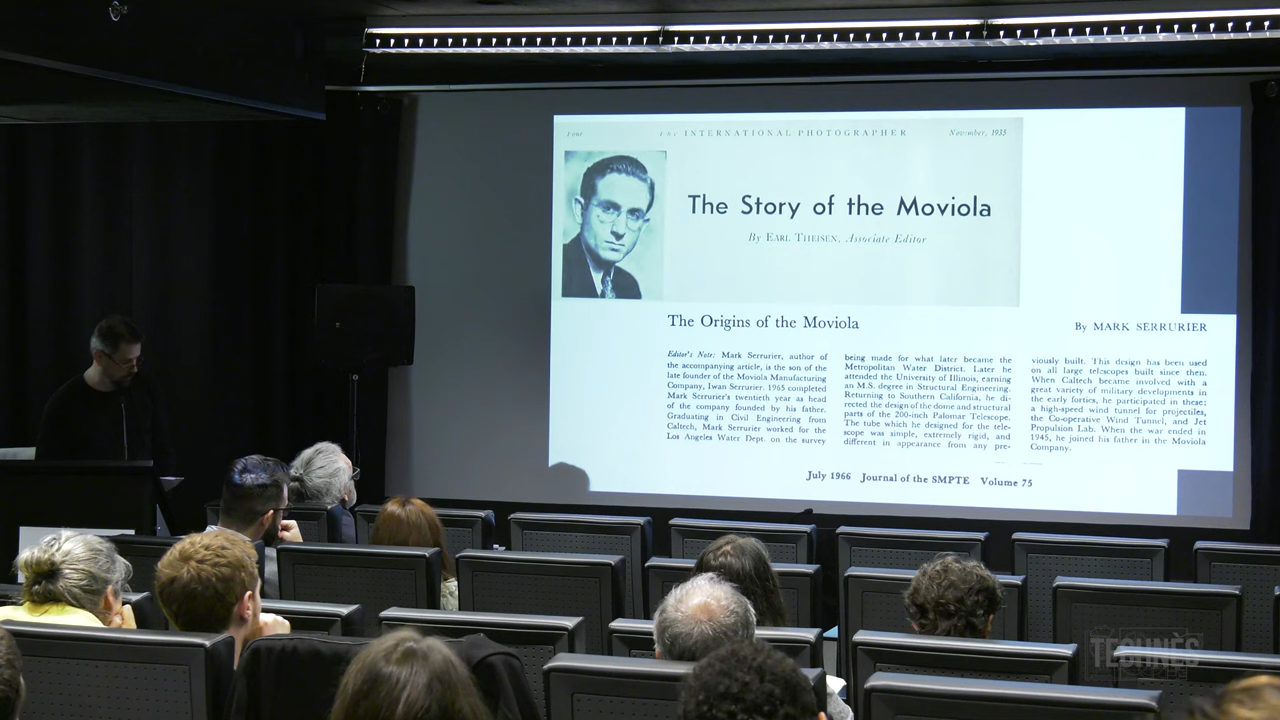 Four The INTERNATIONAL PHOTOGRAPHER November, 1935
The Story of the Moviola
By EARL THEISEN, Associate Editor
The Origins of the Moviola
By MARK SERRURIER
Editor's Note: Mark Serrurier, author of
the accompanying article, is the son of the
late founder of the Moviola Manufacturing
Company, Iwan Serrurier. 1965 completed
Mark Serrurier's twentieth year as head
of the company founded by his father.
Graduating in Civil Engineering from
Caltech, Mark Serrurier worked for the
Los Angeles Water Dept. on the survey
being made for what later became the
Metropolitan Water District. Later he
attended the University of Illinois, earning
an M.S. degree in Structural Engineering.
Returning to Southern California, he di-
rected the design of the dome and structural
parts of the 200-inch Palomar Telescope.
The tube which he designed for the tele-
scope was simple, extremely rigid, and
different in appearance from any pre-
viously built. This design has been used
on all large telescopes built since then.
When Caltech became involved with a
great variety of military developments in
the early forties, he participated in these;
a high-speed wind tunnel for projectiles,
the Co-operative Wind Tunnel, and Jet
Propulsion Lab. When the war ended in
1945, he joined his father in the Moviola
Company.
July 1966 Journal of the SMPTE Volume 75
TECHNÈS